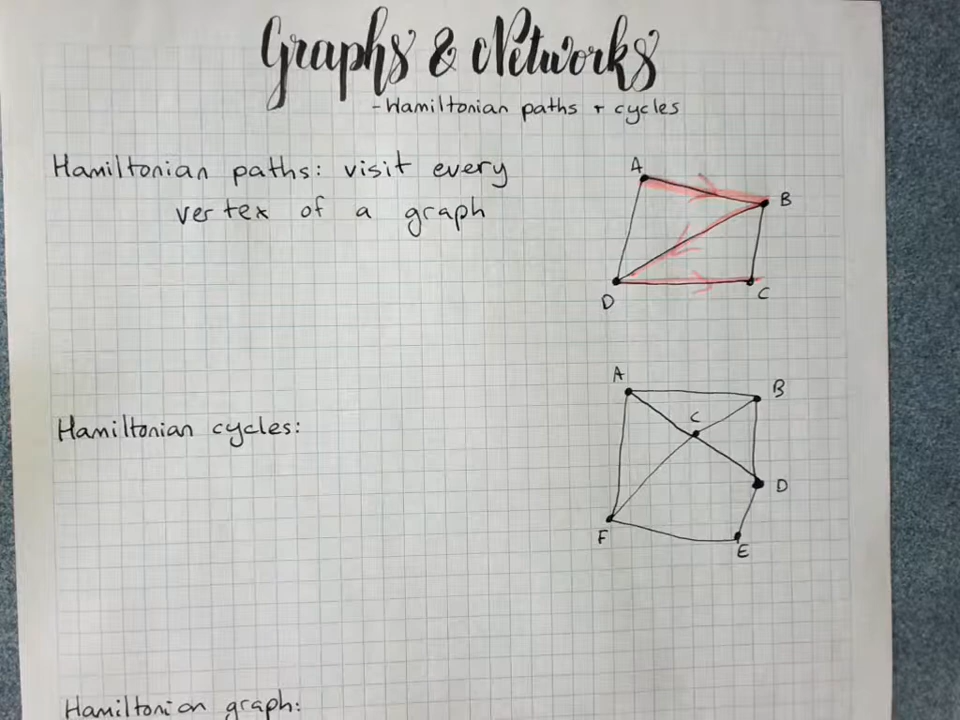 Graphs & Networks
- Hamiltonian paths + cycles
Hamiltonian paths: visit every
vertex of a graph
A
B
D
C
Hamiltonian cycles:
A
B
C
D
F
E
Hamiltonian graph: